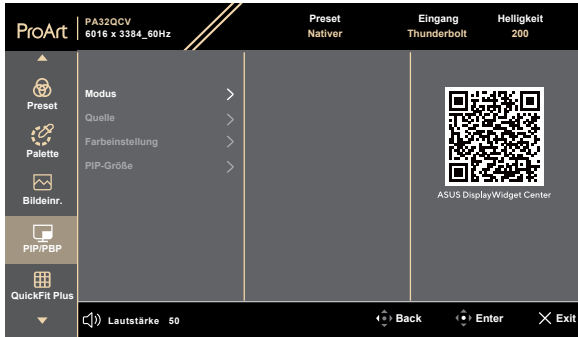 ProArt
PA32QCV
6016 x 3384_60Hz
Preset
Nativer
Eingang
Thunderbolt
Helligkeit
200
Preset
Palette
Bildeinr.
PIP/PBP
QuickFit Plus
Modus
Quelle
Farbeinstellung
PIP-Größe
ASUS DisplayWidget Center
Lautstärke 50
Back
Enter
Exit